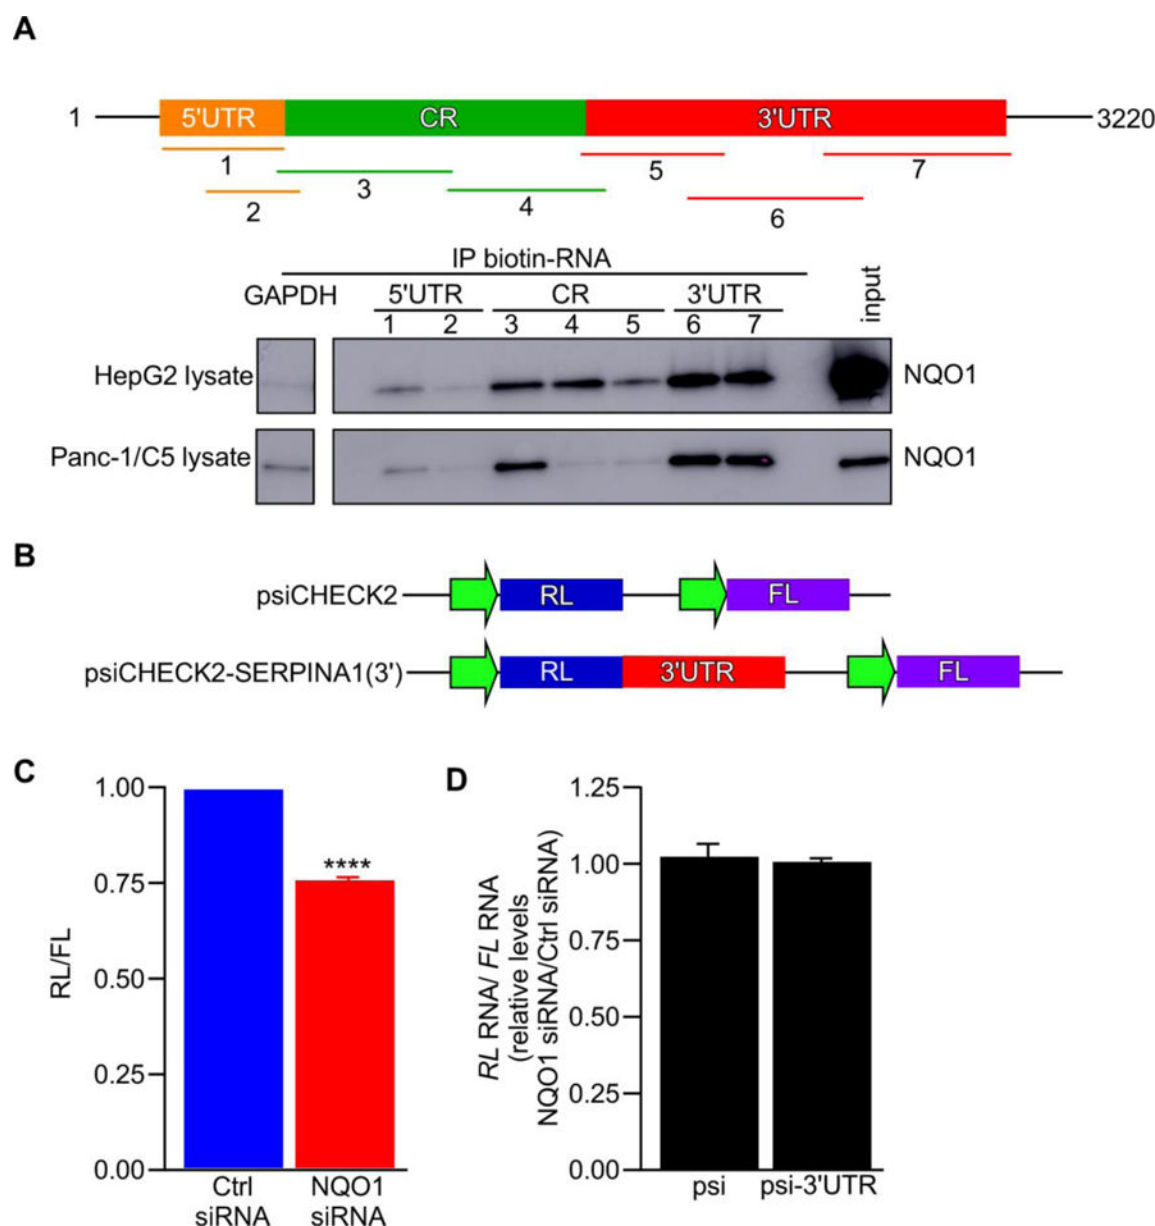 A
1 5'UTR CR 3'UTR 3220
1 3 5 7
2 4 6
IP biotin-RNA
GAPDH 5'UTR CR 3'UTR input
1 2 3 4 5 6 7
HepG2 lysate NQO1
Panc-1/C5 lysate NQO1
B
psiCHECK2 RL FL
psiCHECK2-SERPINA1(3') RL 3'UTR FL
C
RL/FL
1.00
0.75
0.50
0.25
0.00
****
Ctrl siRNA
NQO1 siRNA
D
RL RNA/ FL RNA
(relative levels
NQO1 siRNA/Ctrl siRNA)
1.25
1.00
0.75
0.50
0.25
0.00
psi psi-3'UTR